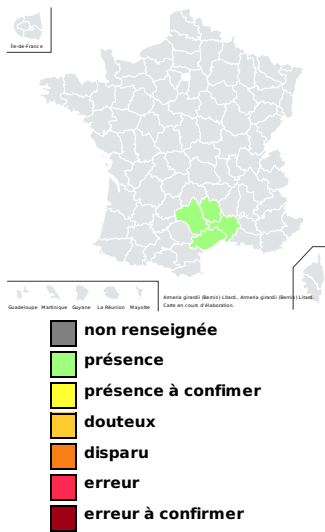 Île-de-France
Guadeloupe Martinique Guyane La Réunion Mayotte
Armeria girardii (Bernis) Litard., Armeria girardii (Bernis) Litard.
Carte en cours d'élaboration.
non renseignée
présence
présence à confimer
douteux
disparu
erreur
erreur à confirmer